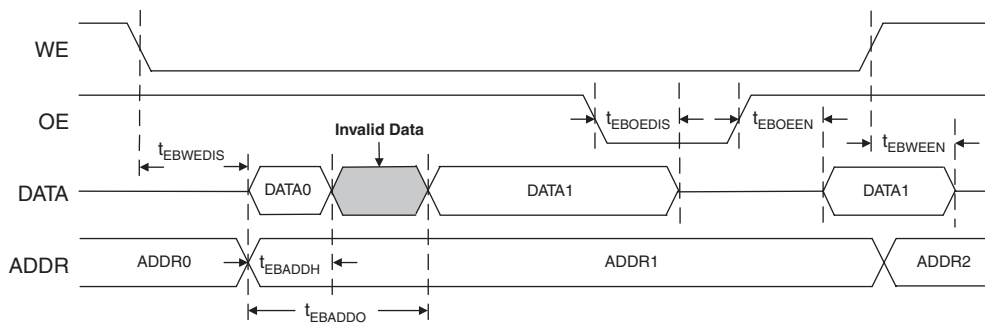 WE
OE
Invalid Data
tEBOEDIS
tEBOEEN
tEBWEEN
tEBWEDIS
DATA
DATA0
DATA1
DATA1
ADDR
ADDR0
tEBADDH
ADDR1
ADDR2
tEBADDO